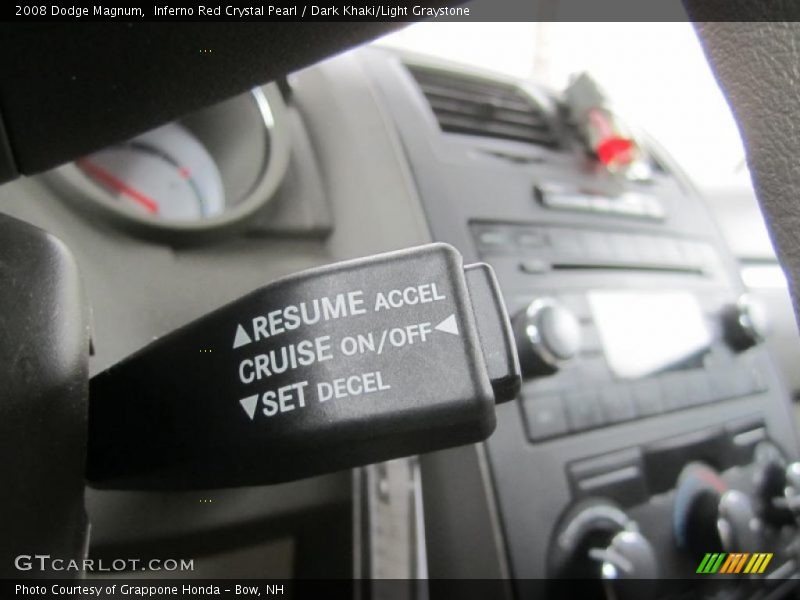 2008 Dodge Magnum,  Inferno Red Crystal Pearl / Dark Khaki/Light Graystone
▲RESUME ACCEL
CRUISE ON/OFF◀
▼SET DECEL
GTCARLOT.COM
Photo Courtesy of Grappone Honda - Bow, NH